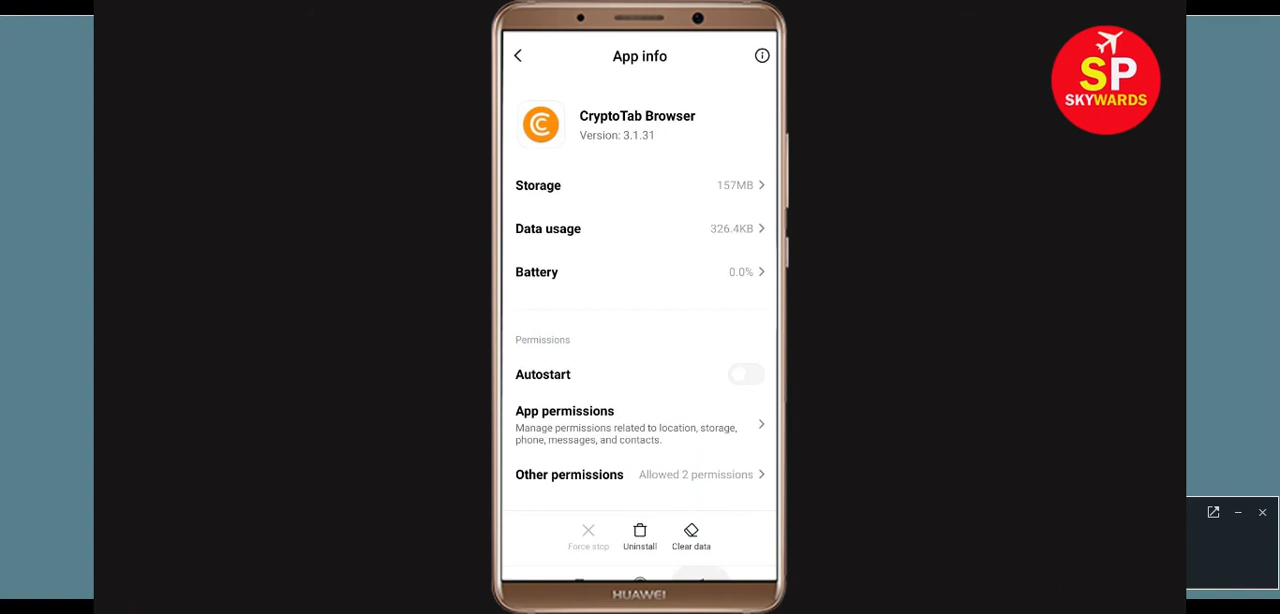 App info
SP
SKYWARDS
CryptoTab Browser
Version: 3.1.31
Storage 157MB
Data usage 326.4KB
Battery 0.0%
Permissions
Autostart
App permissions
Manage permissions related to location, storage,
phone, messages, and contacts.
Other permissions Allowed 2 permissions
Force stop Uninstall Clear data
HUAWEI